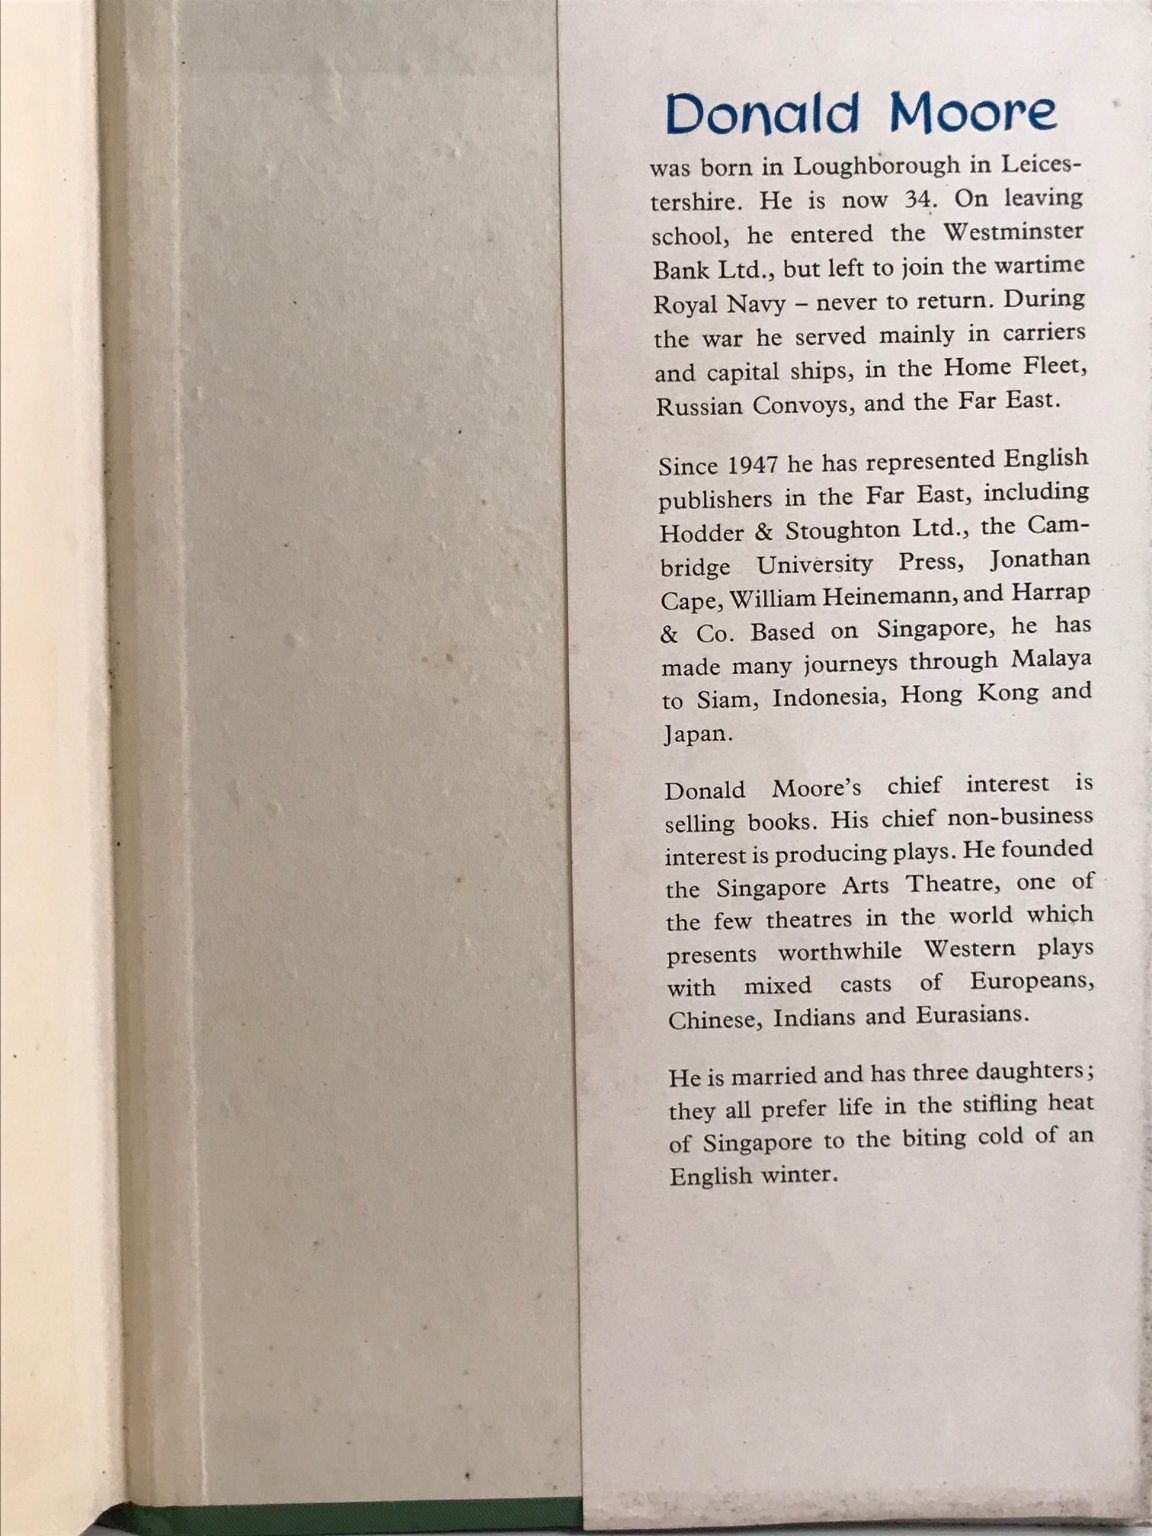 Donald Moore
was born in Loughborough in Leices-
tershire. He is now 34. On leaving
school, he entered the Westminster
Bank Ltd., but left to join the wartime
Royal Navy – never to return. During
the war he served mainly in carriers
and capital ships, in the Home Fleet,
Russian Convoys, and the Far East.
Since 1947 he has represented English
publishers in the Far East, including
Hodder & Stoughton Ltd., the Cam-
bridge University Press, Jonathan
Cape, William Heinemann, and Harrap
& Co. Based on Singapore, he has
made many journeys through Malaya
to Siam, Indonesia, Hong Kong and
Japan.
Donald Moore's chief interest is
selling books. His chief non-business
interest is producing plays. He founded
the Singapore Arts Theatre, one of
the few theatres in the world which
presents worthwhile Western plays
with mixed casts of Europeans,
Chinese, Indians and Eurasians.
He is married and has three daughters;
they all prefer life in the stifling heat
of Singapore to the biting cold of an
English winter.